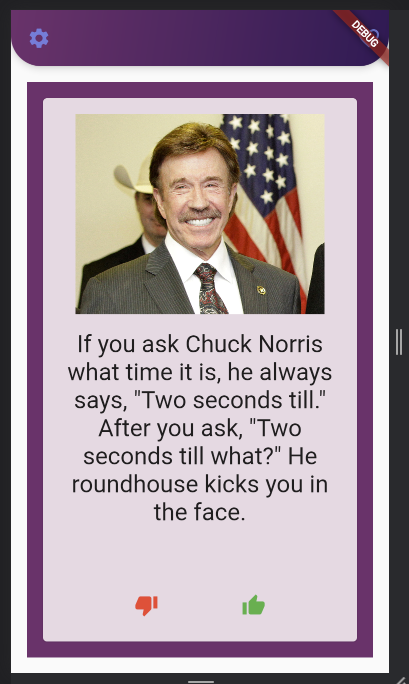 DEBUG
If you ask Chuck Norris
what time it is, he always
says, "Two seconds till."
After you ask, "Two
seconds till what?" He
roundhouse kicks you in
the face.